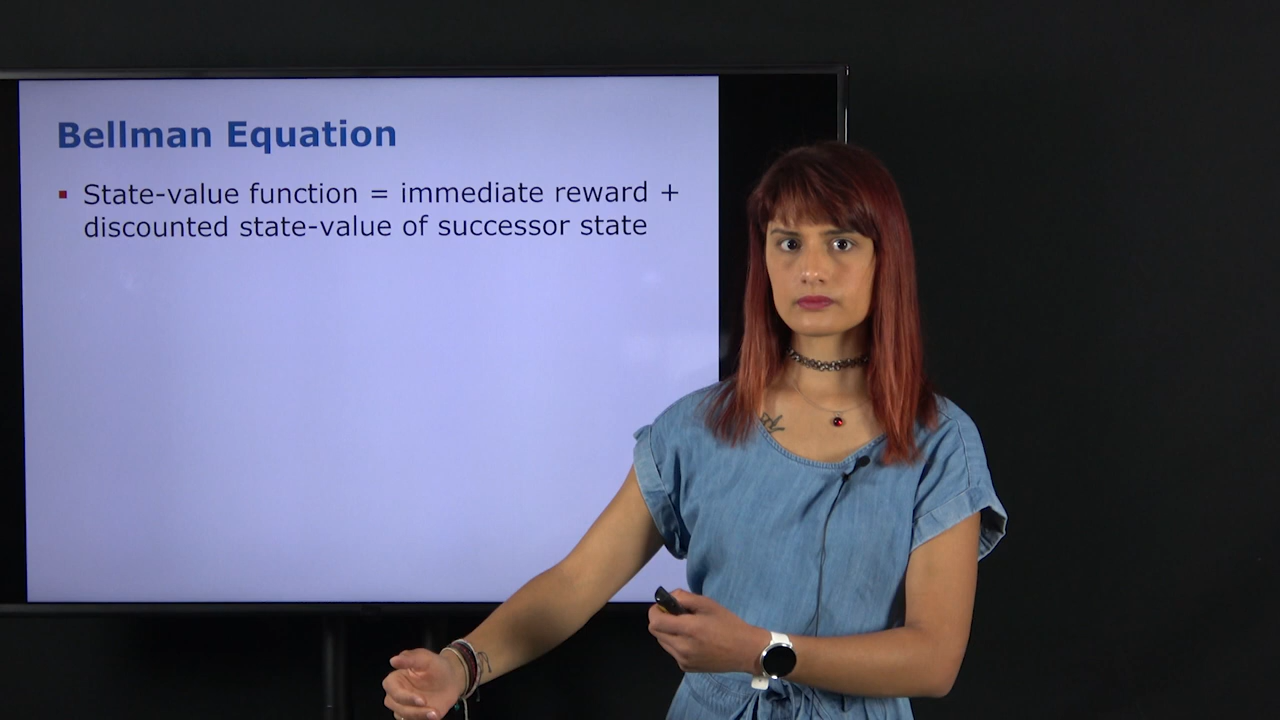 Bellman Equation
State-value function = immediate reward +
discounted state-value of successor state